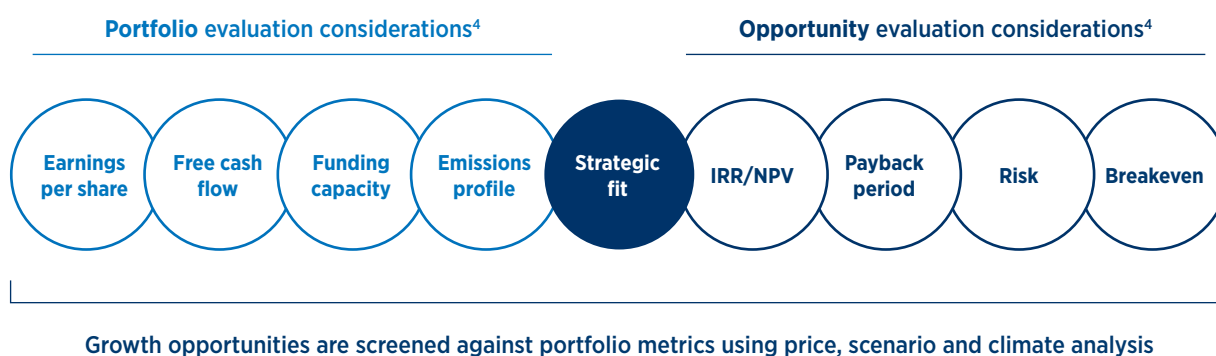 Portfolio evaluation considerations⁴
Opportunity evaluation considerations⁴
Earnings
per share
Free cash
flow
Funding
capacity
Emissions
profile
Strategic
fit
IRR/NPV
Payback
period
Risk
Breakeven
Growth opportunities are screened against portfolio metrics using price, scenario and climate analysis